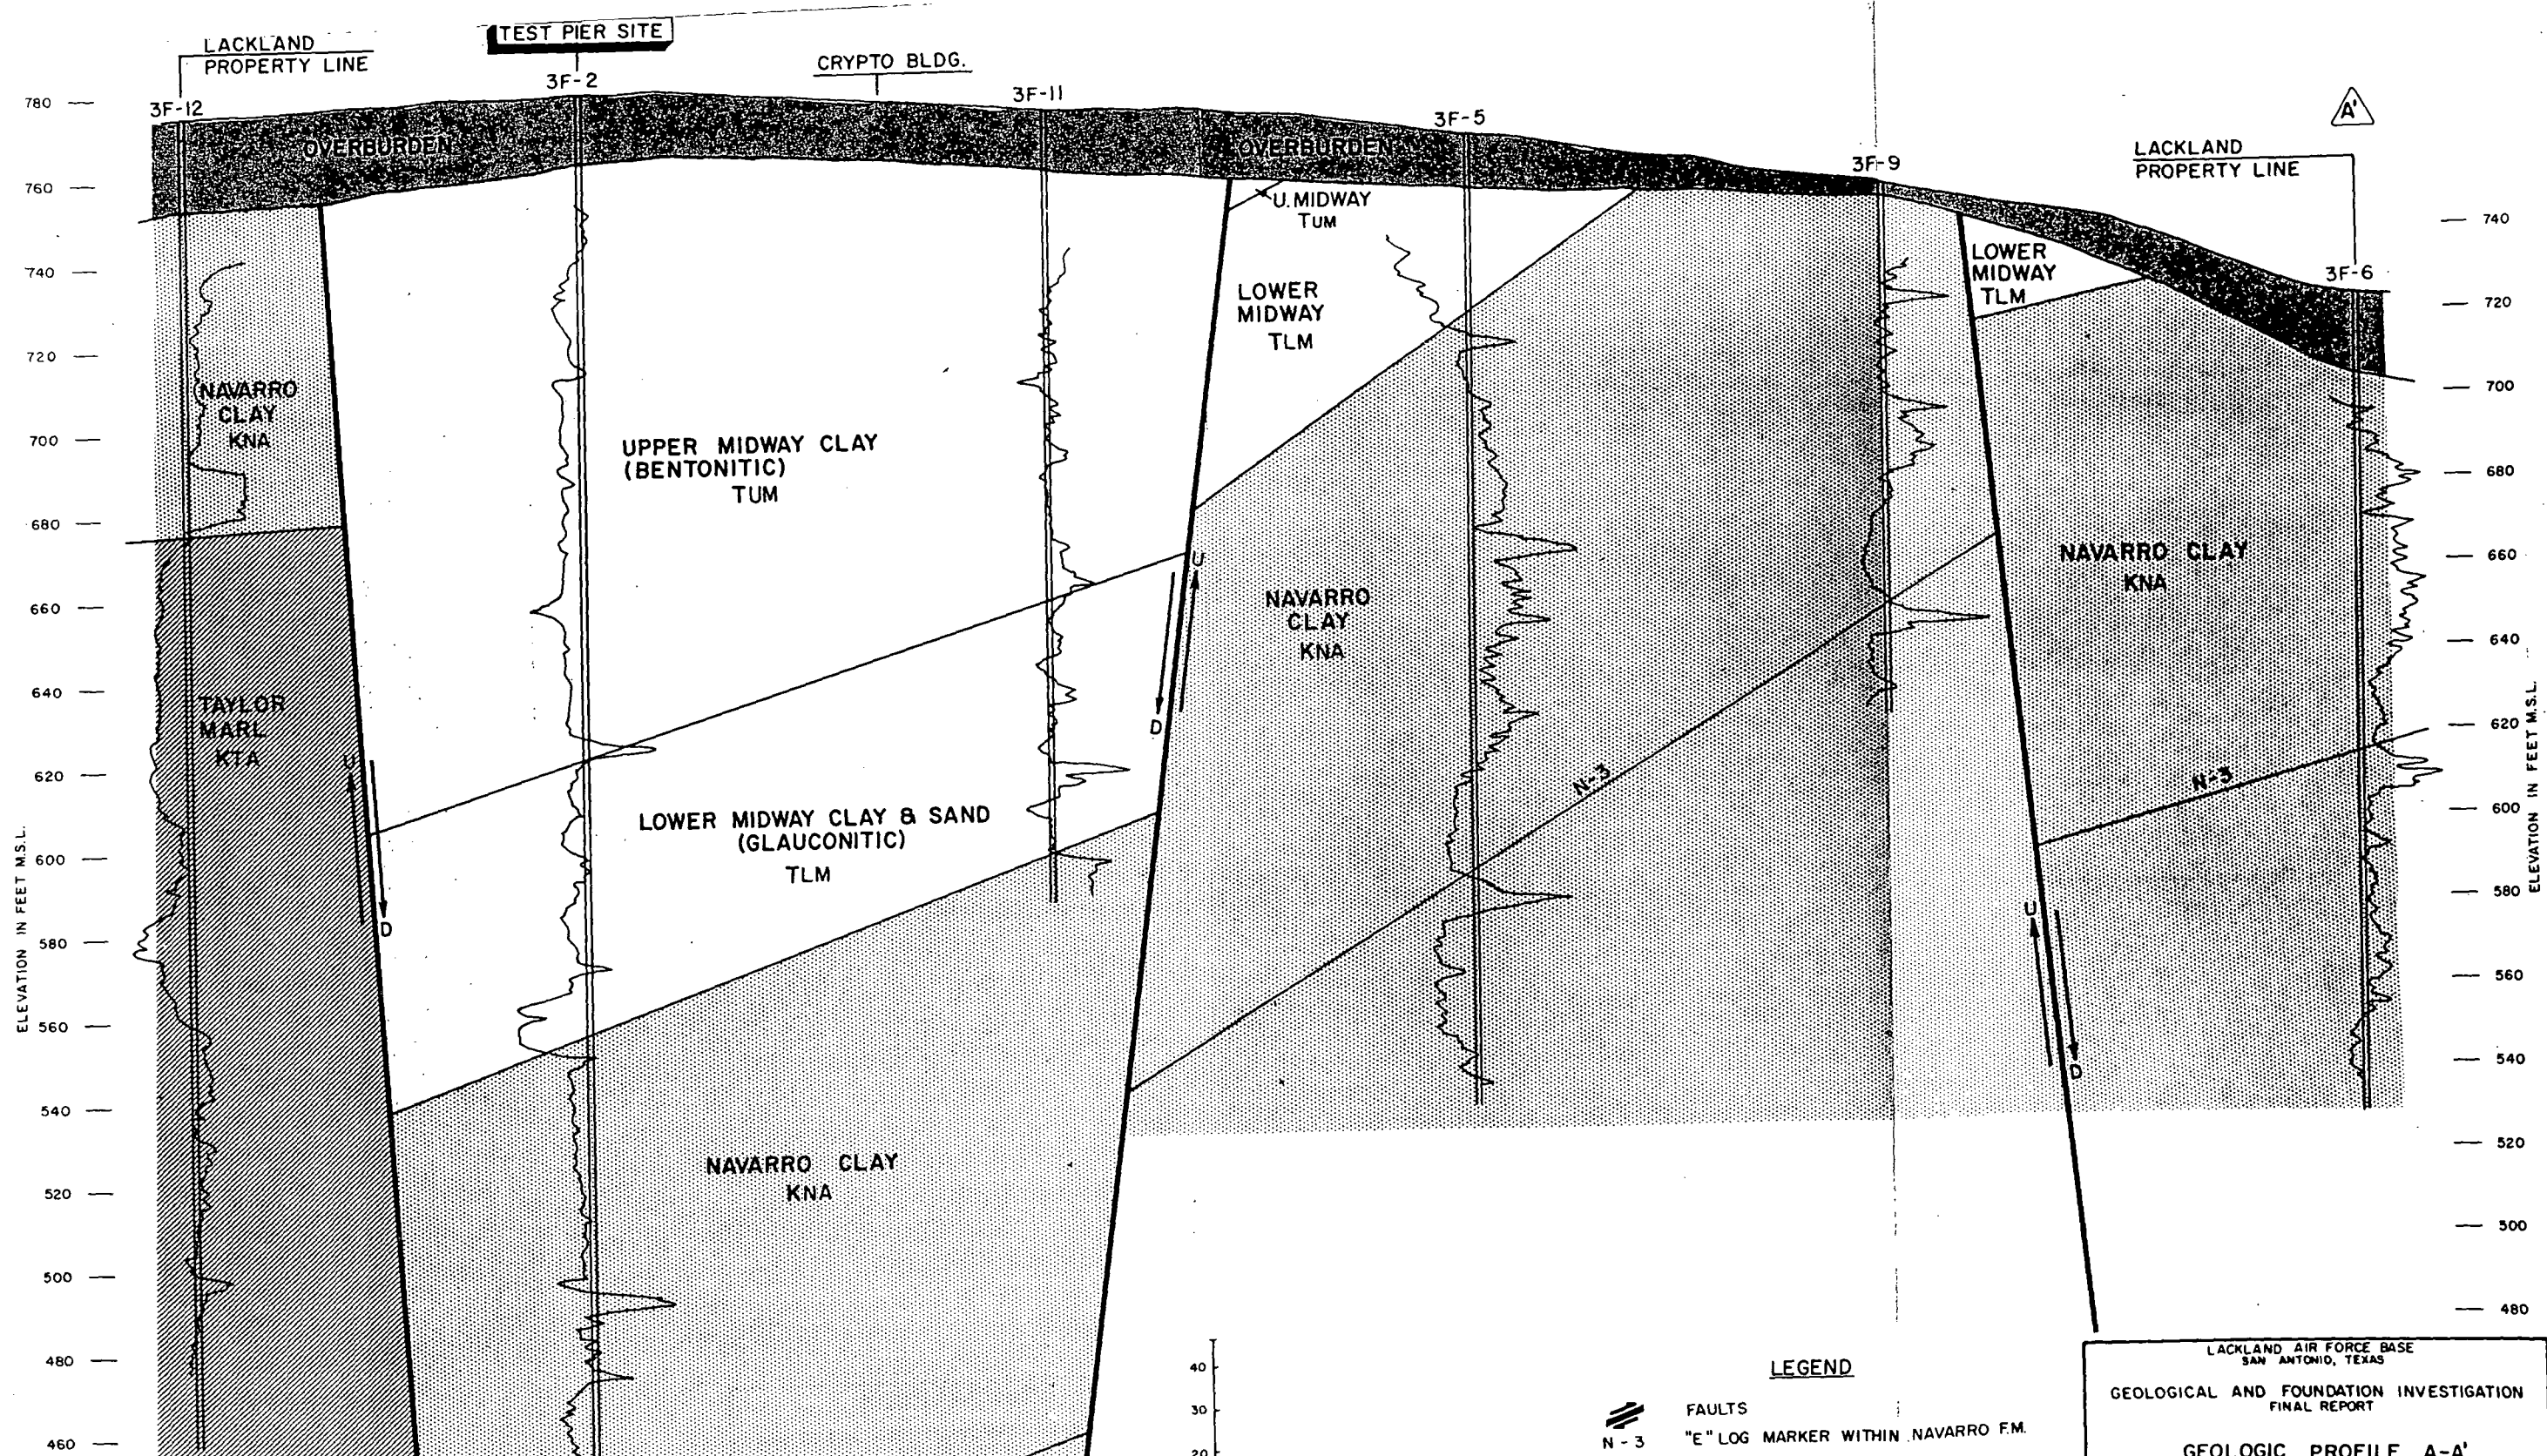 LACKLAND
PROPERTY LINE
TEST PIER SITE
CRYPTO BLDG.
3F-12
3F-2
3F-11
3F-5
3F-9
A'
LACKLAND
PROPERTY LINE
3F-6
OVERBURDEN
OVERBURDEN
780
760
740
720
700
680
660
640
620
600
580
560
540
520
500
480
460
ELEVATION IN FEET M.S.L.
NAVARRO
CLAY
KNA
TAYLOR
MARL
KTA
U
D
UPPER MIDWAY CLAY
(BENTONITIC)
TUM
LOWER MIDWAY CLAY & SAND
(GLAUCONITIC)
TLM
NAVARRO CLAY
KNA
U
D
U. MIDWAY
TUM
LOWER
MIDWAY
TLM
NAVARRO
CLAY
KNA
N-3
LOWER
MIDWAY
TLM
NAVARRO CLAY
KNA
N-3
U
D
740
720
700
680
660
640
620
600
580
560
540
520
500
480
ELEVATION IN FEET M.S.L.
40
30
20
LEGEND
FAULTS
N - 3 "E" LOG MARKER WITHIN NAVARRO F.M.
LACKLAND AIR FORCE BASE
SAN ANTONIO, TEXAS
GEOLOGICAL AND FOUNDATION INVESTIGATION
FINAL REPORT
GEOLOGIC PROFILE A-A'